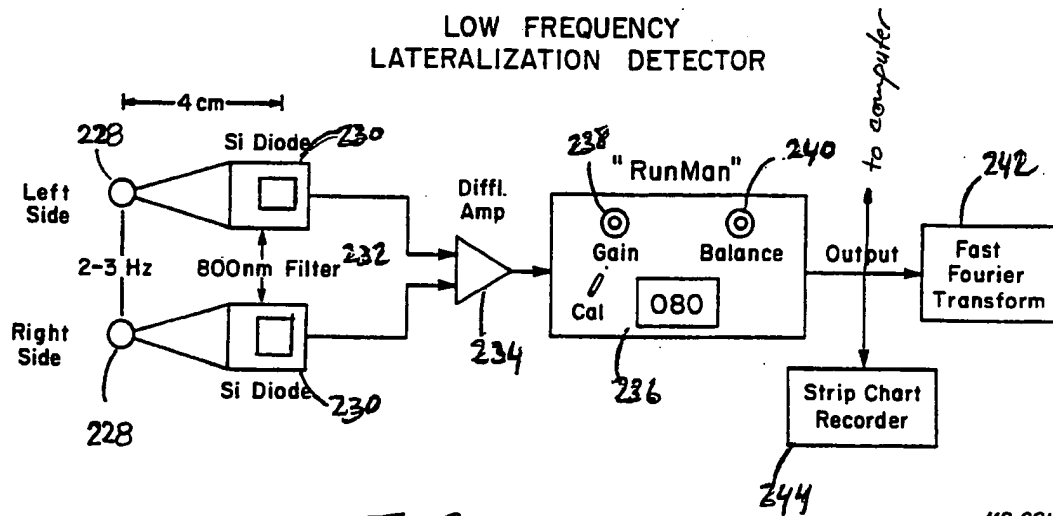 LOW FREQUENCY
LATERALIZATION DETECTOR
to computer
4 cm
228
Si Diode
230
238
"RunMan"
240
242
Left
Side
Diffl.
Amp
Gain
Balance
Output
Fast
Fourier
Transform
2-3 Hz
800nm Filter
232
Cal
080
Right
Side
234
Si Diode
230
236
Strip Chart
Recorder
228
244